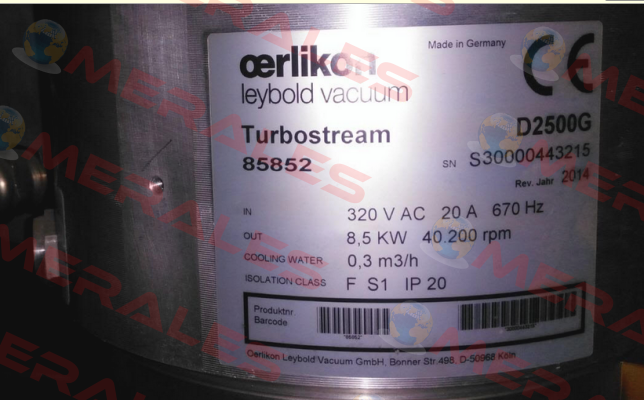 œrlikon
leybold vacuum
Made in Germany
CE
Turbostream
D2500G
85852
SN S30000443215
Rev. Jahr 2014
IN 320 V AC 20 A 670 Hz
OUT 8,5 KW 40.200 rpm
COOLING WATER 0,3 m3/h
ISOLATION CLASS F S1 IP 20
Produktnr
Barcode
Oerlikon Leybold Vacuum GmbH, Bonner Str.498, D-50968 Köln
MERALES